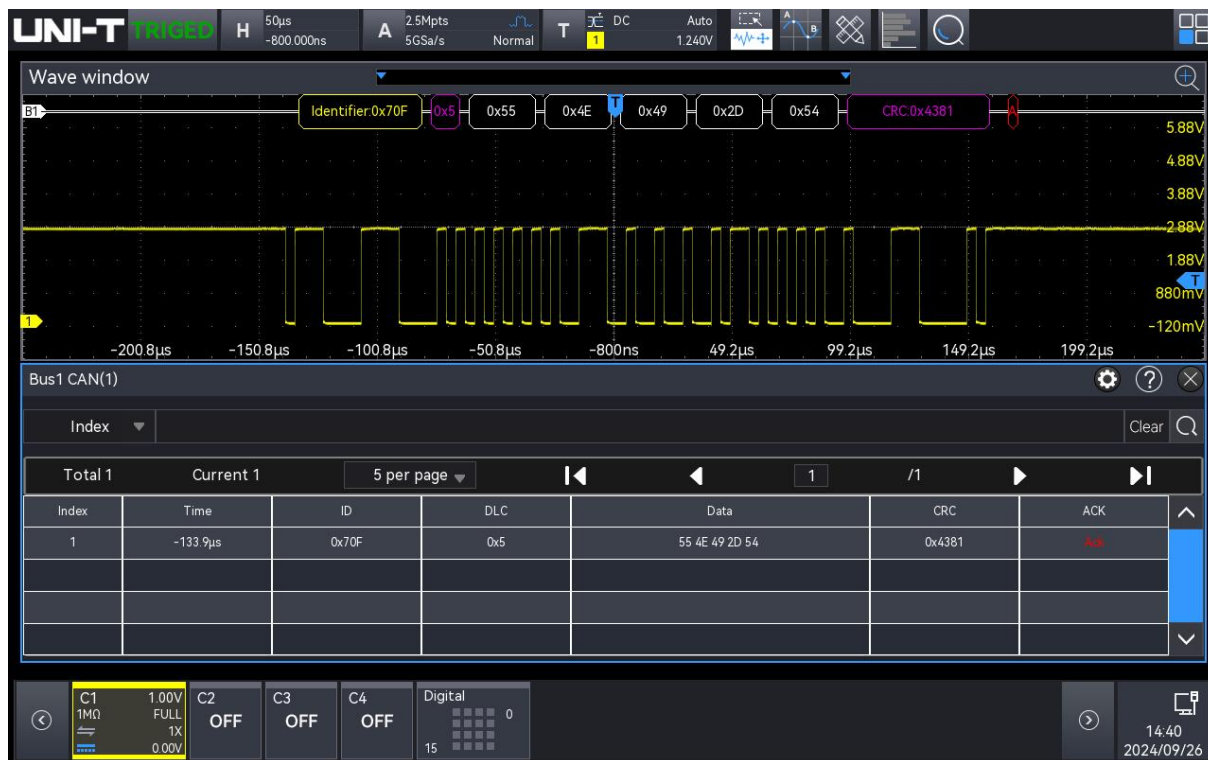 UNI-T TRIGED H 50μs -800.000ns A 2.5Mpts 5GSa/s Normal T DC 1 Auto 1.240V A B
Wave window
B1 Identifier:0x70F 0x5 0x55 0x4E T 0x49 0x2D 0x54 CRC:0x4381 A
5.88V
4.88V
3.88V
2.88V
1.88V
T
880mV
1
-120mV
-200.8μs -150.8μs -100.8μs -50.8μs -800ns 49.2μs 99.2μs 149.2μs 199.2μs
Bus1 CAN(1) ?
Index Clear
Total 1 Current 1 5 per page 1 /1
Index Time ID DLC Data CRC ACK
1 -133.9μs 0x70F 0x5 55 4E 49 2D 54 0x4381 Ack
C1 1.00V C2 C3 C4 Digital
1MΩ FULL OFF OFF OFF 0
1X
0.00V 15
14:40
2024/09/26